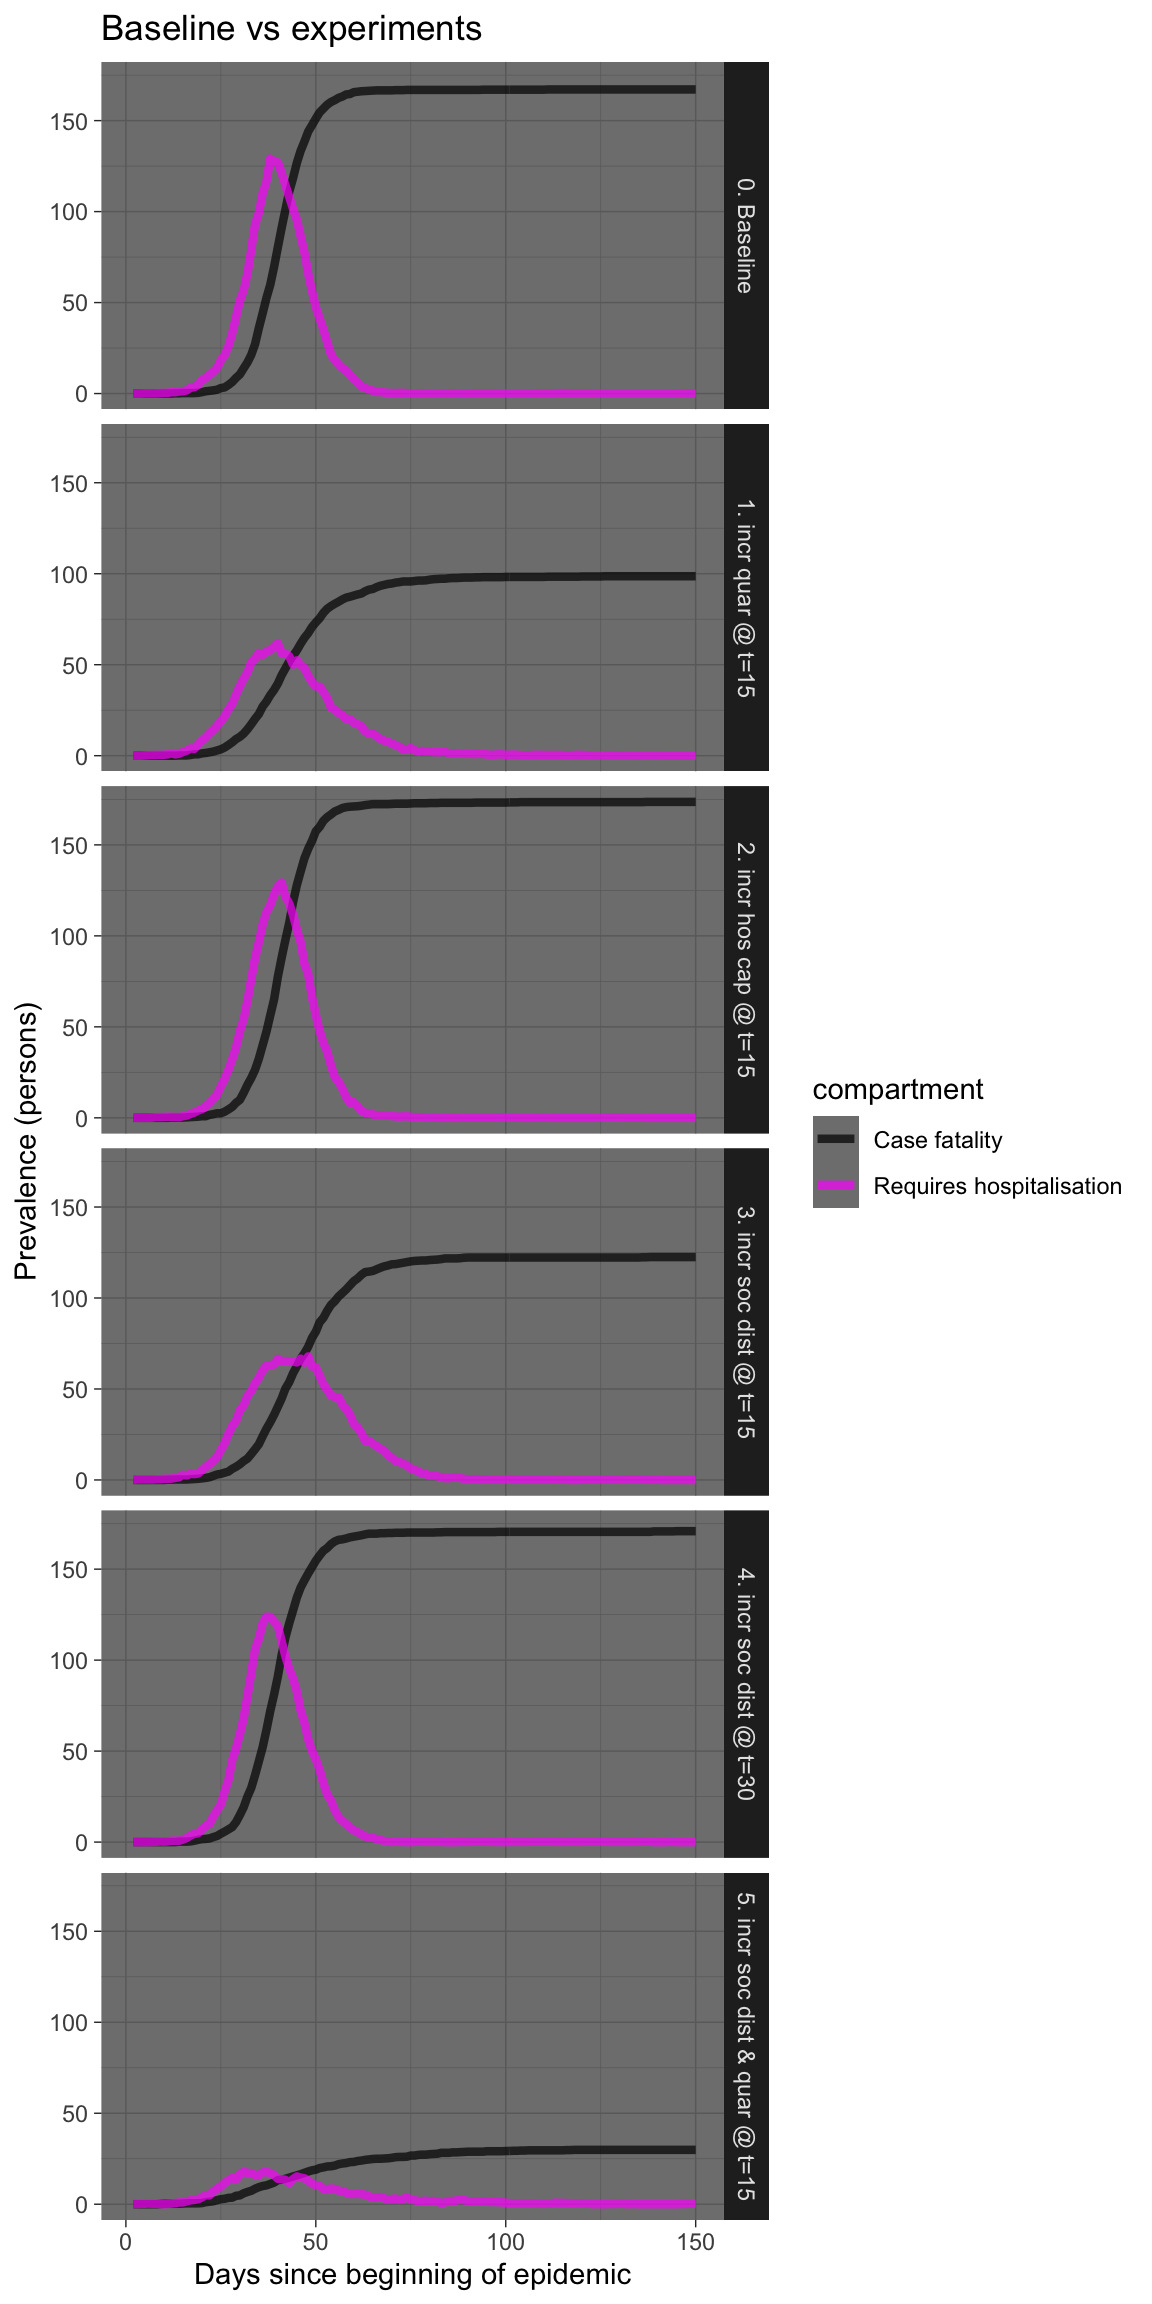 Baseline vs experiments
Prevalence (persons)
150
100
50
0
0. Baseline
150
100
50
0
1. incr quar @ t=15
150
100
50
0
2. incr hos cap @ t=15
150
100
50
0
3. incr soc dist @ t=15
150
100
50
0
4. incr soc dist @ t=30
150
100
50
0
5. incr soc dist & quar @ t=15
0 50 100 150
Days since beginning of epidemic
compartment
Case fatality
Requires hospitalisation